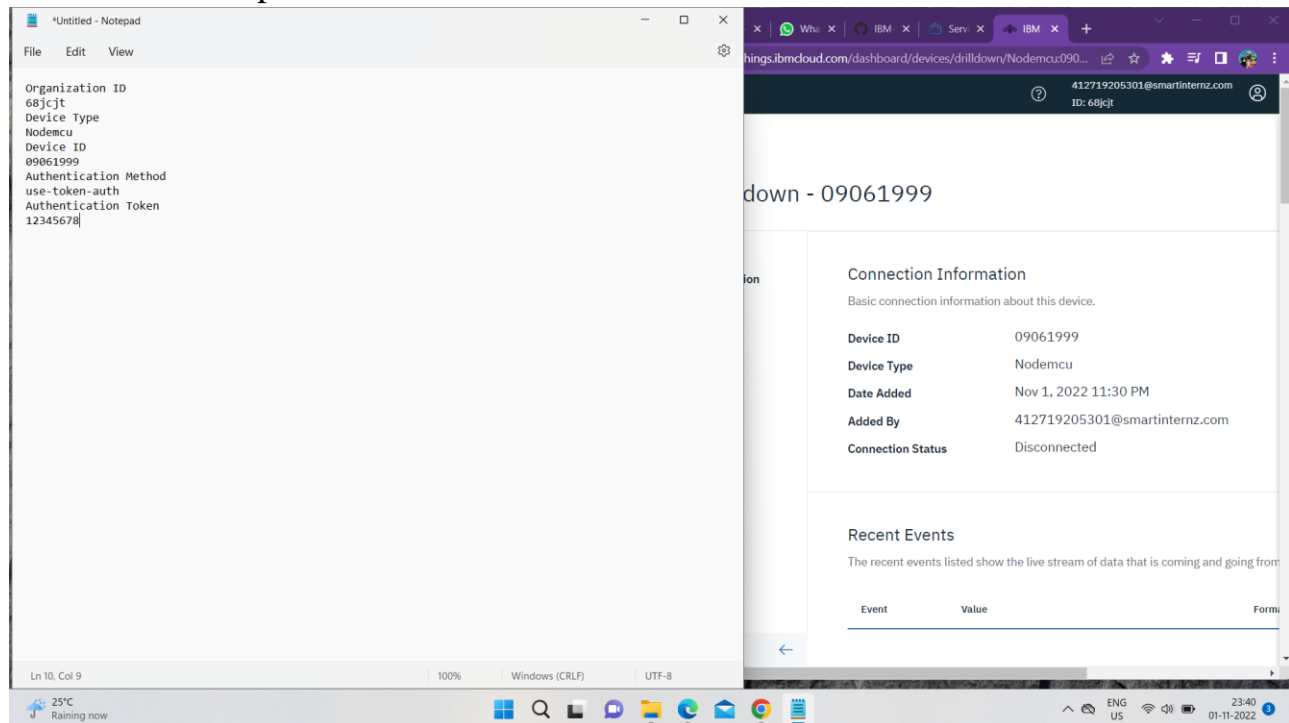 *Untitled - Notepad
File Edit View
Organization ID
68jcjt
Device Type
Nodemcu
Device ID
09061999
Authentication Method
use-token-auth
Authentication Token
12345678
Ln 10, Col 9 100% Windows (CRLF) UTF-8
Wha IBM Servi IBM
hings.ibmcloud.com/dashboard/devices/drilldown/Nodemcu:090...
412719205301@smartinternz.com
ID: 68jcjt
down - 09061999
ion
Connection Information
Basic connection information about this device.
Device ID 09061999
Device Type Nodemcu
Date Added Nov 1, 2022 11:30 PM
Added By 412719205301@smartinternz.com
Connection Status Disconnected
Recent Events
The recent events listed show the live stream of data that is coming and going from
Event Value Forma
25°C
Raining now
ENG
US
23:40
01-11-2022
3